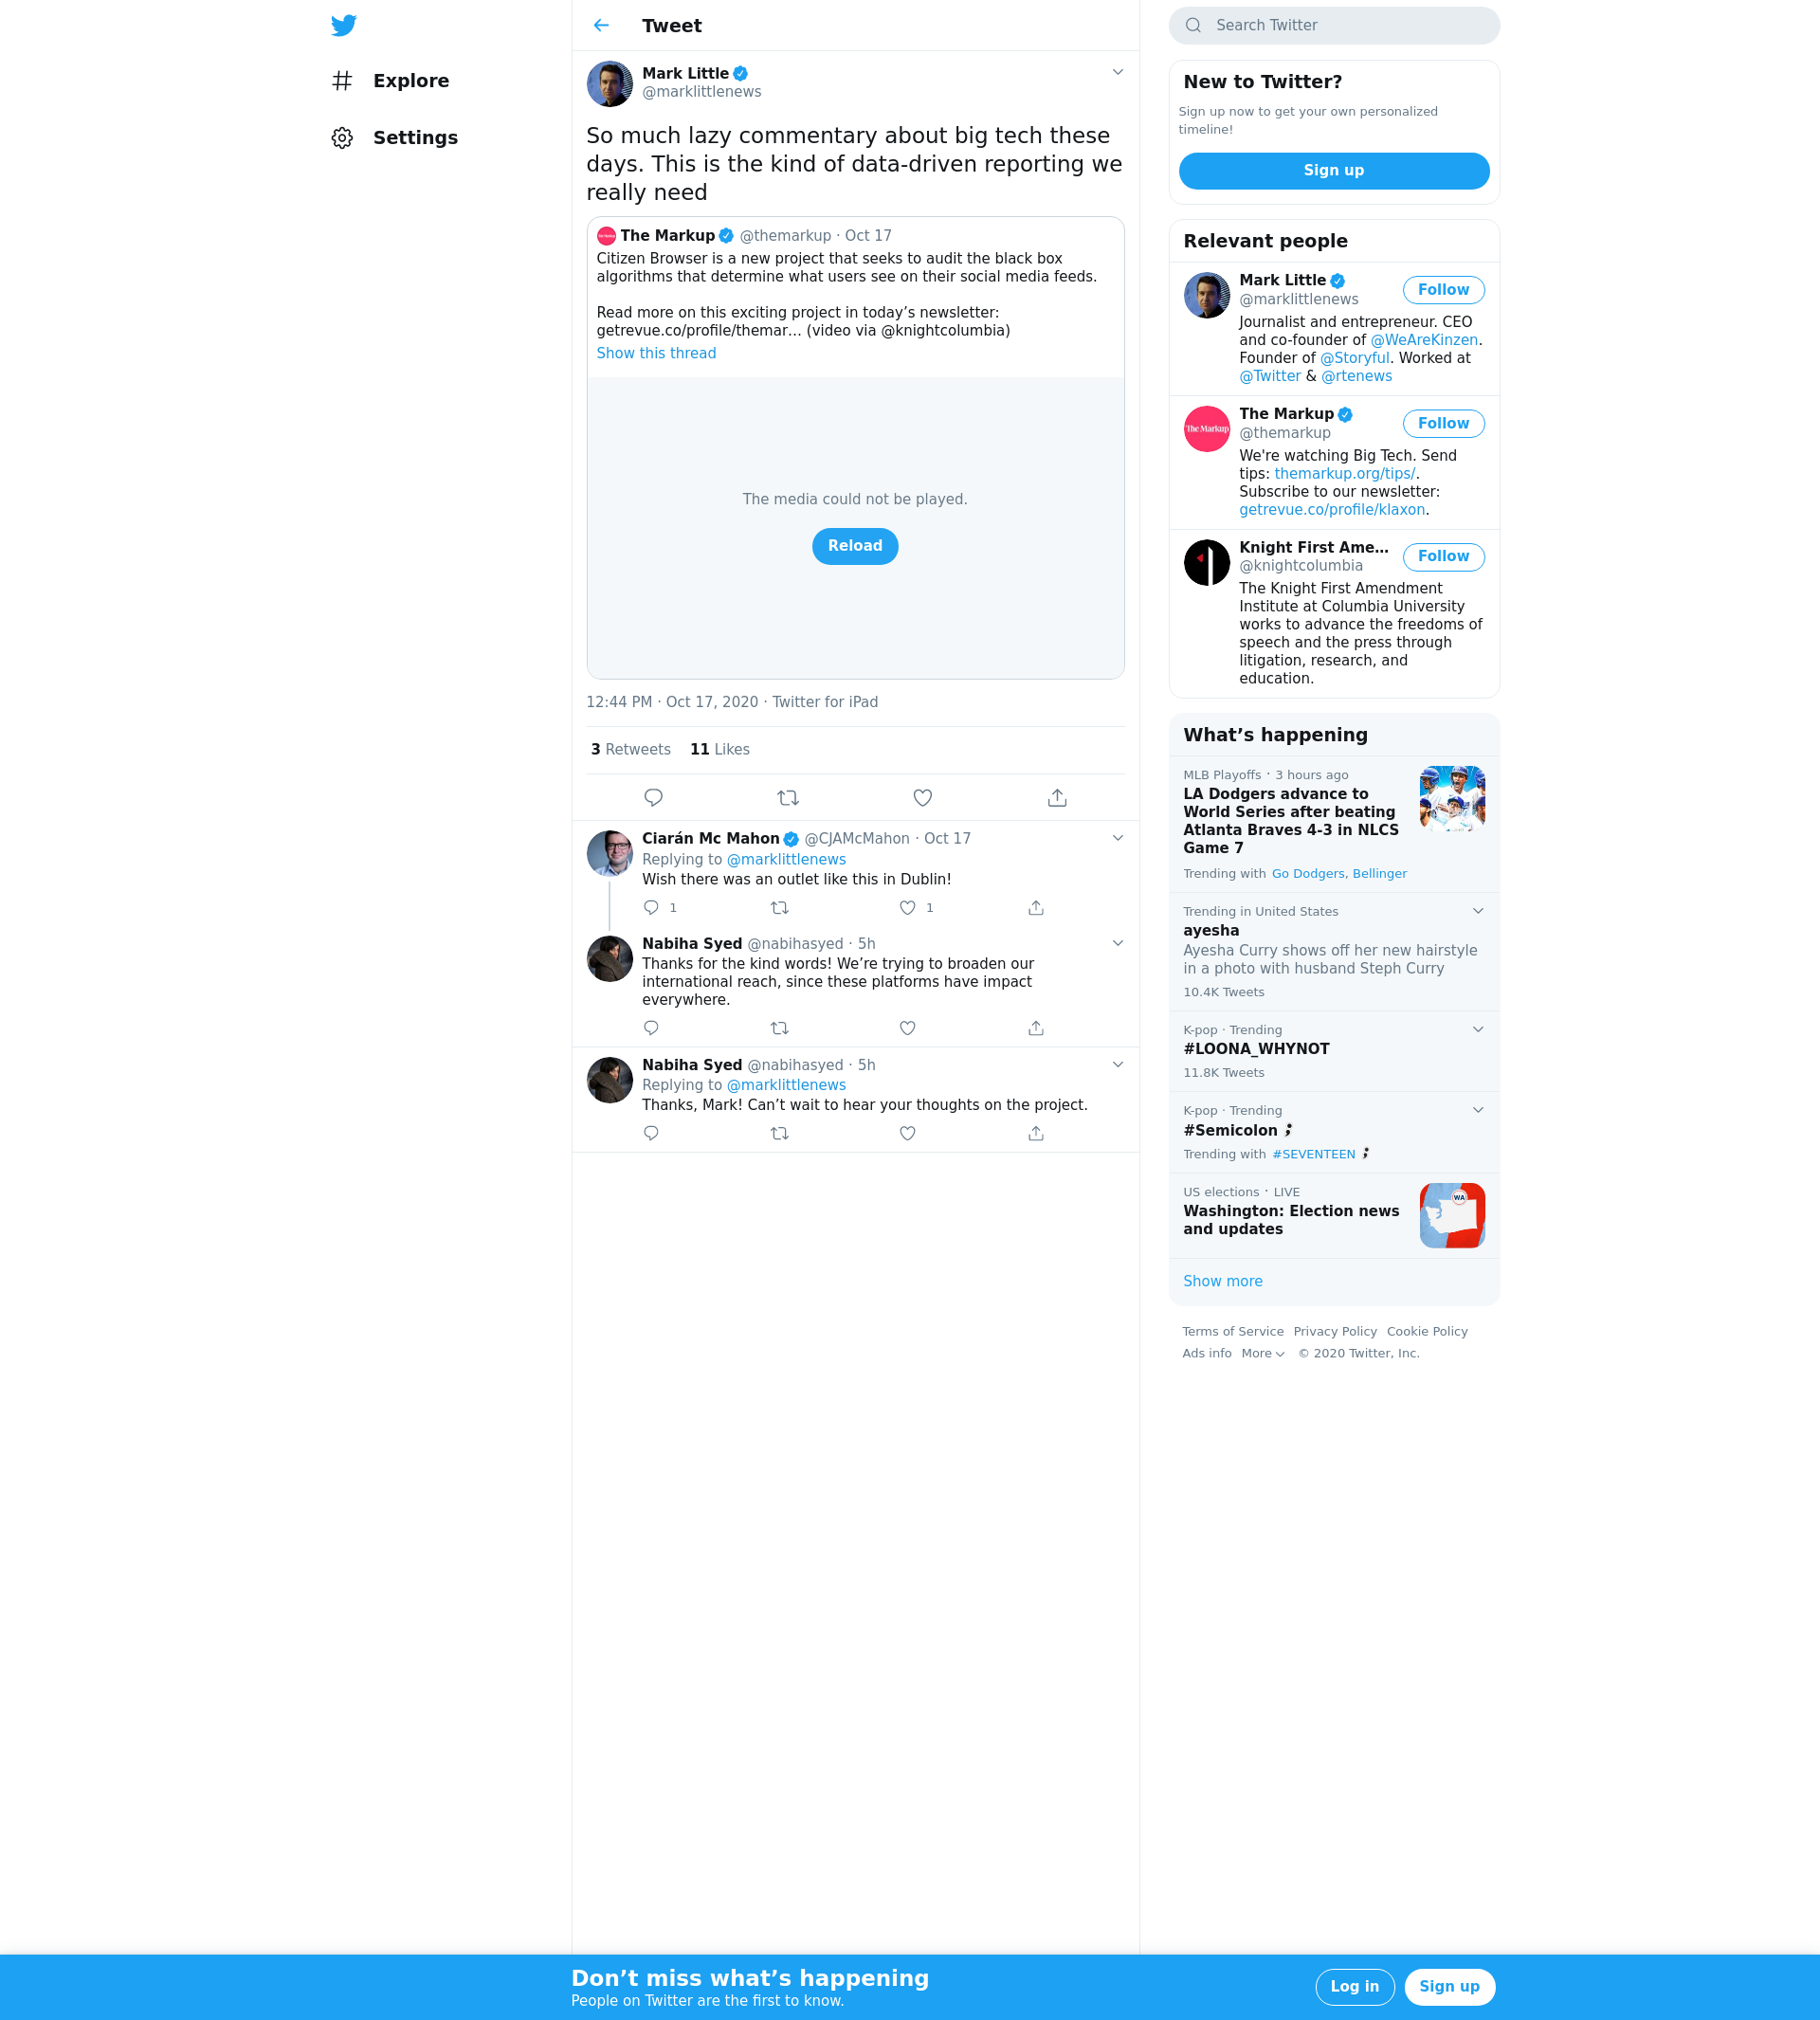 Explore
Settings
Tweet
Mark Little
@marklittlenews
So much lazy commentary about big tech these
days. This is the kind of data-driven reporting we
really need
The Markup @themarkup · Oct 17
Citizen Browser is a new project that seeks to audit the black box
algorithms that determine what users see on their social media feeds.
Read more on this exciting project in today’s newsletter:
getrevue.co/profile/themar… (video via @knightcolumbia)
Show this thread
The media could not be played.
Reload
12:44 PM · Oct 17, 2020 · Twitter for iPad
3 Retweets 11 Likes
Ciarán Mc Mahon @CJAMcMahon · Oct 17
Replying to @marklittlenews
Wish there was an outlet like this in Dublin!
1 1
Nabiha Syed @nabihasyed · 5h
Thanks for the kind words! We’re trying to broaden our
international reach, since these platforms have impact
everywhere.
Nabiha Syed @nabihasyed · 5h
Replying to @marklittlenews
Thanks, Mark! Can’t wait to hear your thoughts on the project.
Search Twitter
New to Twitter?
Sign up now to get your own personalized
timeline!
Sign up
Relevant people
Mark Little
@marklittlenews
Follow
Journalist and entrepreneur. CEO
and co-founder of @WeAreKinzen.
Founder of @Storyful. Worked at
@Twitter & @rtenews
The Markup
The Markup
@themarkup
Follow
We're watching Big Tech. Send
tips: themarkup.org/tips/.
Subscribe to our newsletter:
getrevue.co/profile/klaxon.
Knight First Ame…
@knightcolumbia
Follow
The Knight First Amendment
Institute at Columbia University
works to advance the freedoms of
speech and the press through
litigation, research, and
education.
What’s happening
MLB Playoffs · 3 hours ago
LA Dodgers advance to
World Series after beating
Atlanta Braves 4-3 in NLCS
Game 7
Trending with Go Dodgers, Bellinger
Trending in United States
ayesha
Ayesha Curry shows off her new hairstyle
in a photo with husband Steph Curry
10.4K Tweets
K-pop · Trending
#LOONA_WHYNOT
11.8K Tweets
K-pop · Trending
#Semicolon
Trending with #SEVENTEEN
US elections · LIVE
Washington: Election news
and updates
WA
Show more
Terms of Service Privacy Policy Cookie Policy
Ads info More © 2020 Twitter, Inc.
Don’t miss what’s happening
People on Twitter are the first to know.
Log in
Sign up